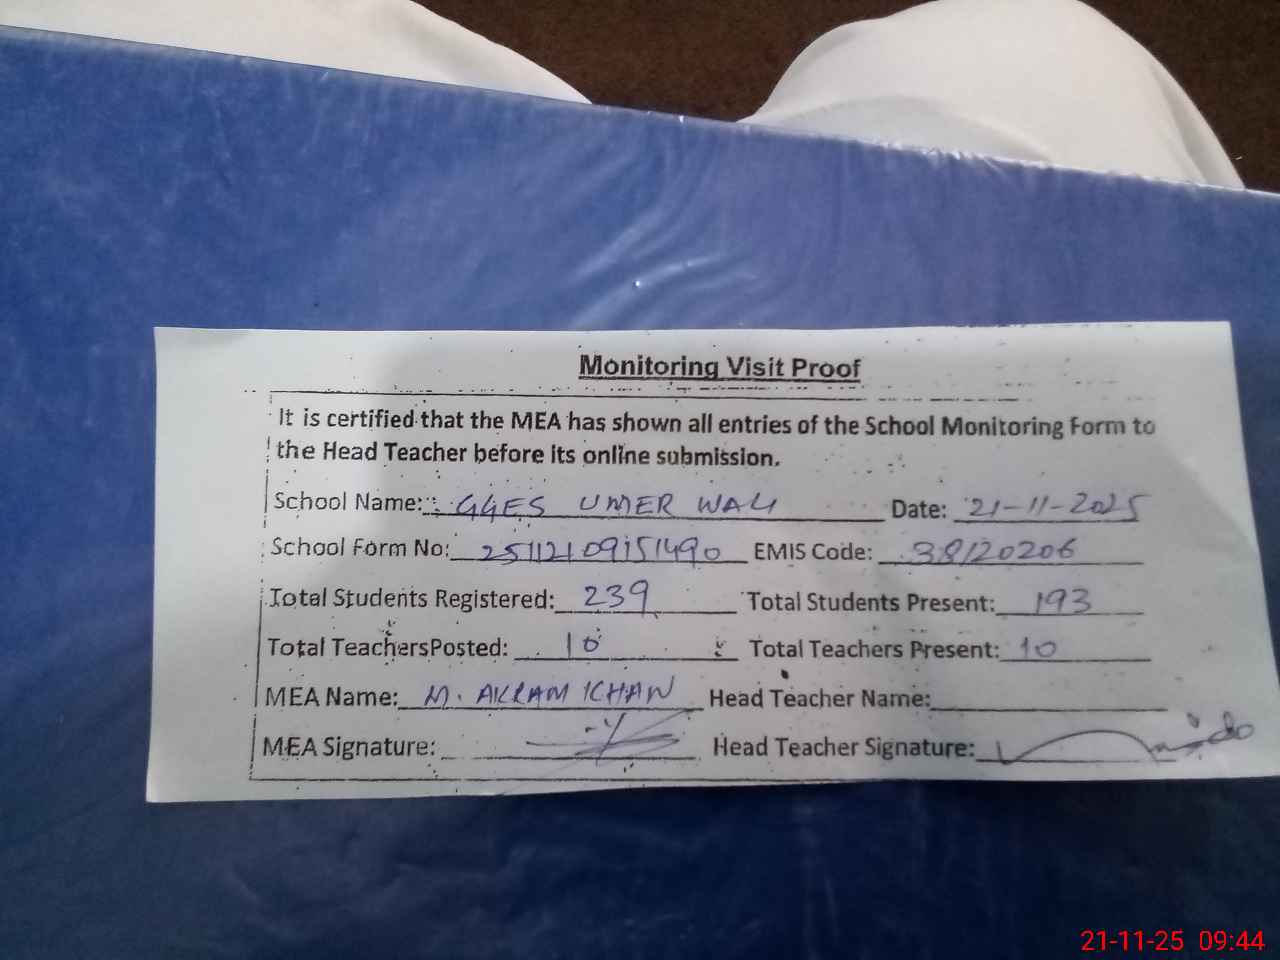 Monitoring Visit Proof
It is certified that the MEA has shown all entries of the School Monitoring Form to
the Head Teacher before its online submission.
School Name: GGES UMER WALI Date: 21-11-2025
School Form No: 25112109151490 EMIS Code: 38120206
Total Students Registered: 239 Total Students Present: 193
Total TeachersPosted: 10 Total Teachers Present: 10
MEA Name: M. AKRAM KHAN Head Teacher Name:
MEA Signature: Head Teacher Signature:
21-11-25 09:44